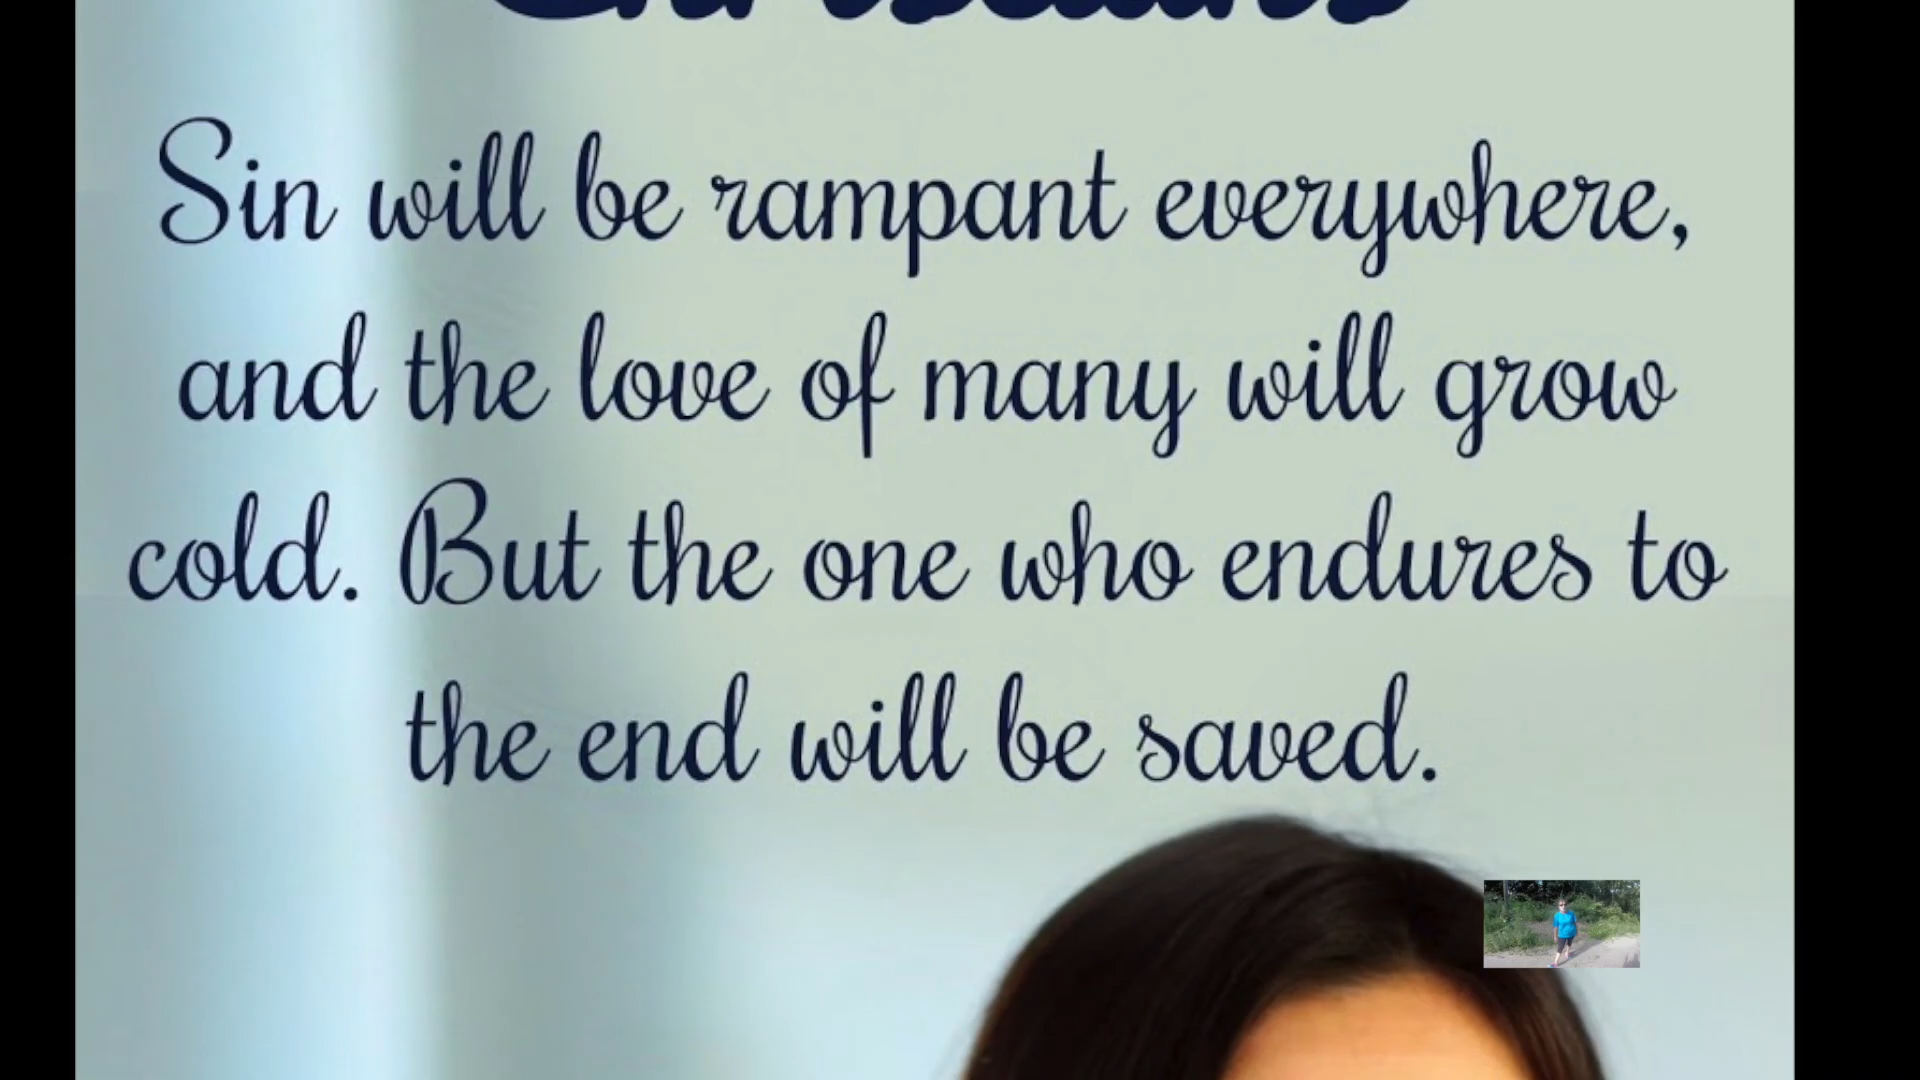 Sin will be rampant everywhere,
and the love of many will grow
cold. But the one who endures to
the end will be saved.